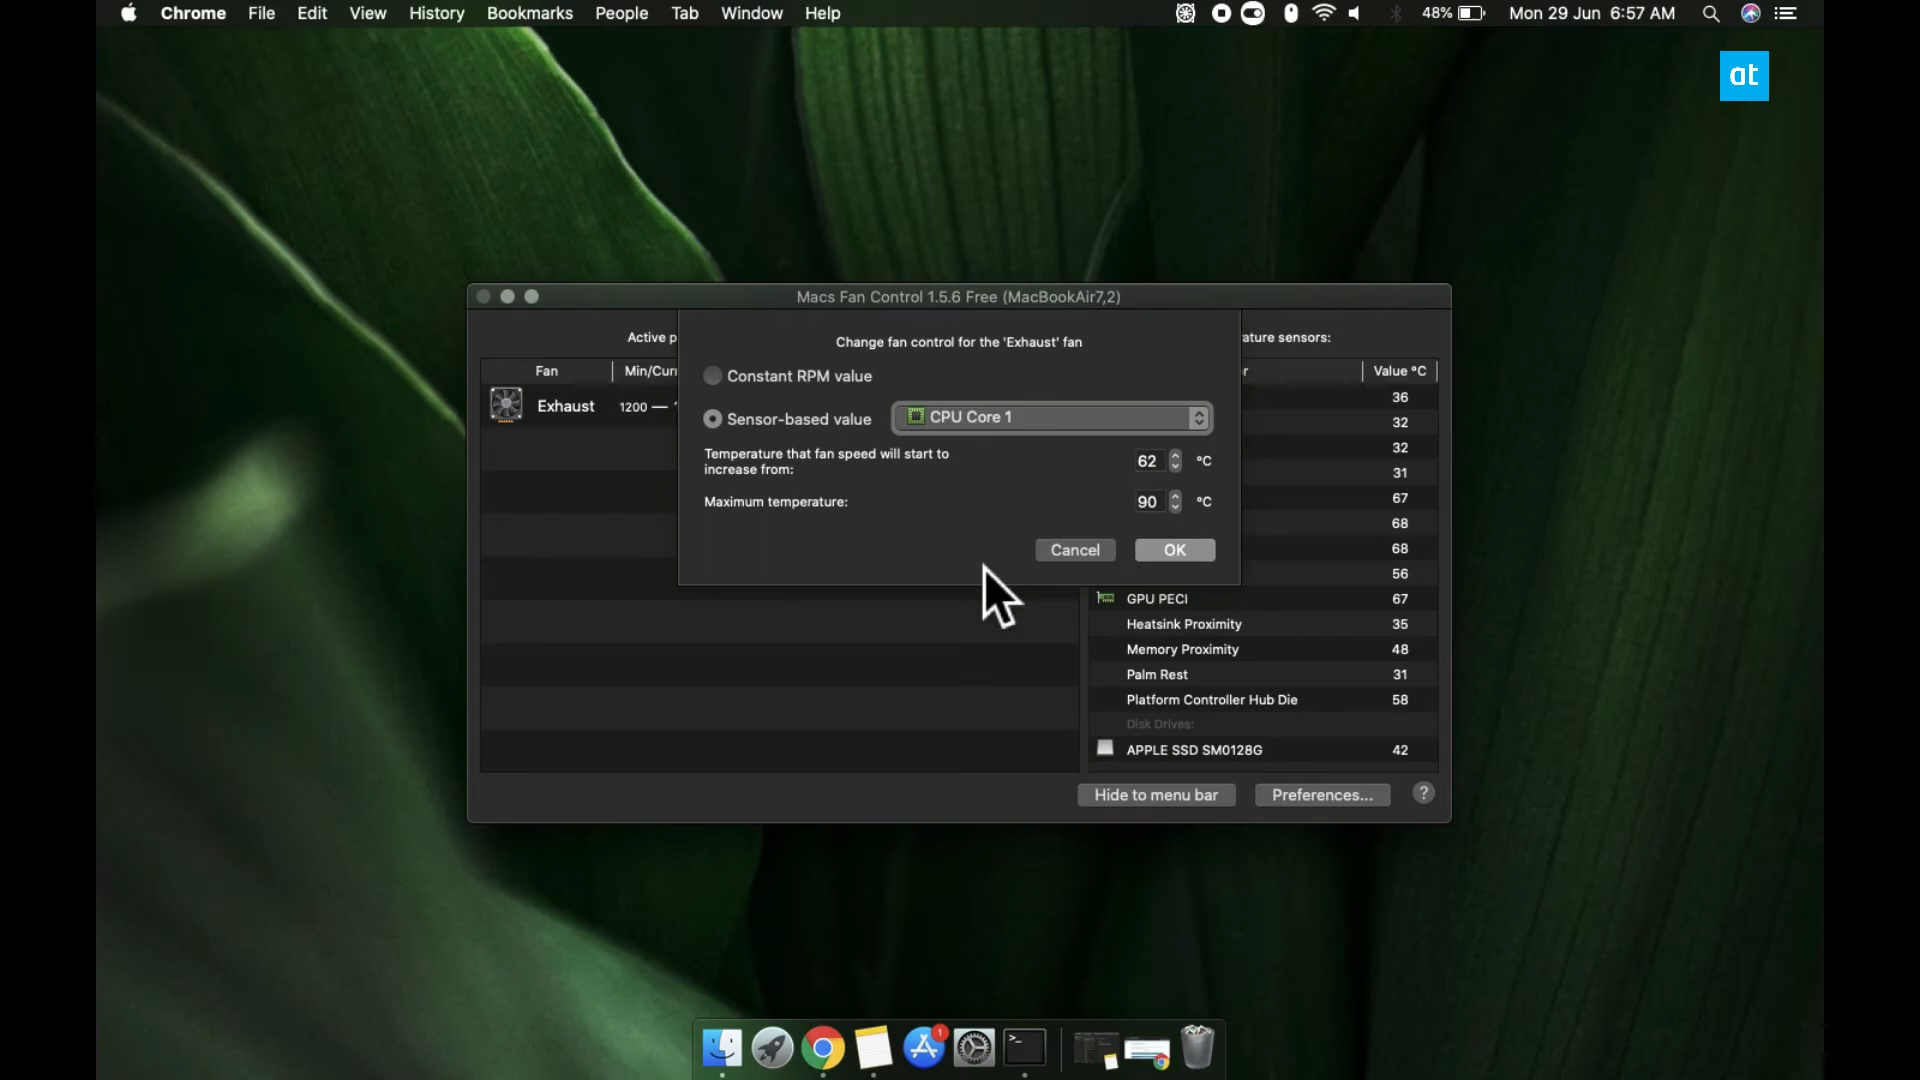 Chrome File Edit View History Bookmarks People Tab Window Help 48% Mon 29 Jun 6:57 AM
at
Macs Fan Control 1.5.6 Free (MacBookAir7,2)
Active p
ature sensors:
Change fan control for the 'Exhaust' fan
Fan Min/Curr
r Value °C
Constant RPM value
36
Exhaust 1200 —
Sensor-based value CPU Core 1
32
32
Temperature that fan speed will start to
increase from:
62 °C
31
Maximum temperature: 90 °C
67
68
Cancel OK
68
56
GPU PECI 67
Heatsink Proximity 35
Memory Proximity 48
Palm Rest 31
Platform Controller Hub Die 58
Disk Drives:
APPLE SSD SM0128G 42
Hide to menu bar Preferences... ?
1
>_